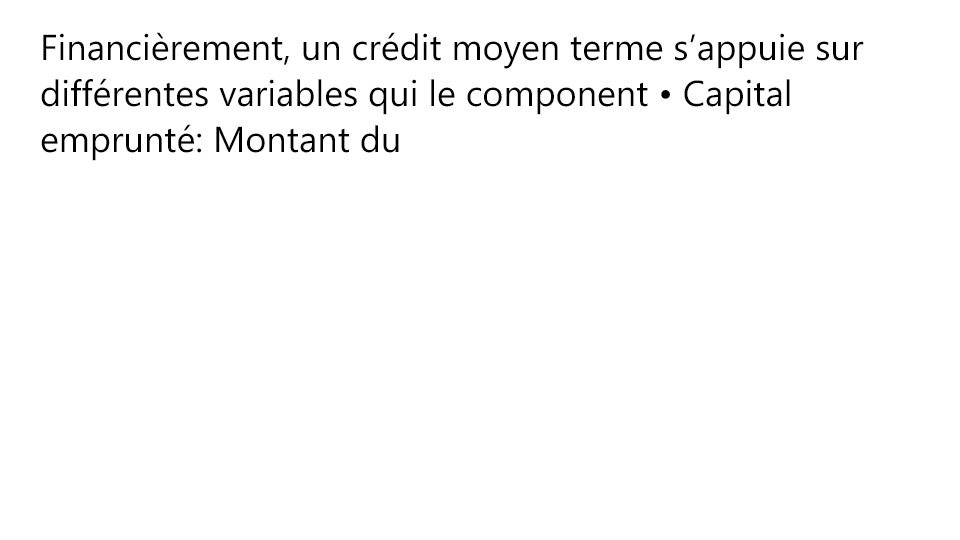 Financièrement, un crédit moyen terme s’appuie sur
différentes variables qui le component • Capital
emprunté: Montant du